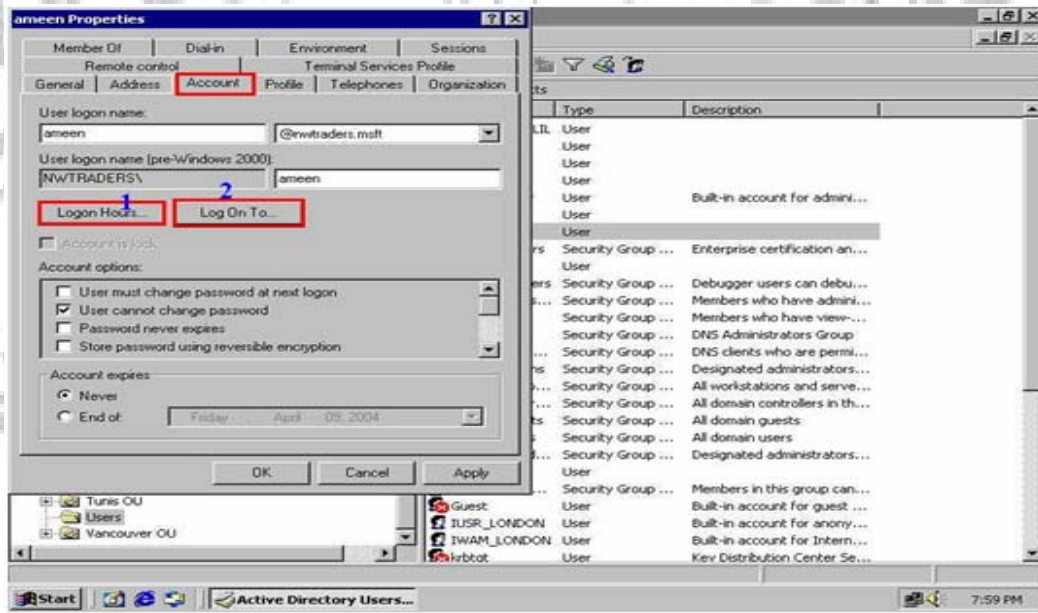 ameen Properties
Member Of Dial-in Environment Sessions
Remote control Terminal Services Profile
General Address Account Profile Telephones Organization
User logon name:
ameen @nwtraders.msft
User logon name (pre-Windows 2000):
NWTRADERS\ ameen
1 2
Logon Hours... Log On To...
Account is lock
Account options:
User must change password at next logon
User cannot change password
Password never expires
Store password using reversible encryption
Account expires
Never
End of: Friday , April 09, 2004
OK Cancel Apply
Tunis OU
Users
Vancouver OU
cts
Type Description
LIL User
User
User
User
User Built-in account for admini...
User
User
rs Security Group ... Enterprise certification an...
User
ers Security Group ... Debugger users can debu...
s... Security Group ... Members who have admini...
Security Group ... Members who have view-...
Security Group ... DNS Administrators Group
... Security Group ... DNS clients who are permi...
ns Security Group ... Designated administrators...
... Security Group ... All workstations and serve...
... Security Group ... All domain controllers in th...
ts Security Group ... All domain guests
s Security Group ... All domain users
... Security Group ... Designated administrators...
User
... Security Group ... Members in this group can...
Guest User Built-in account for guest ...
IUSR_LONDON User Built-in account for anony...
IWAM_LONDON User Built-in account for Intern...
krbtgt User Key Distribution Center Se...
Start Active Directory Users... 7:59 PM